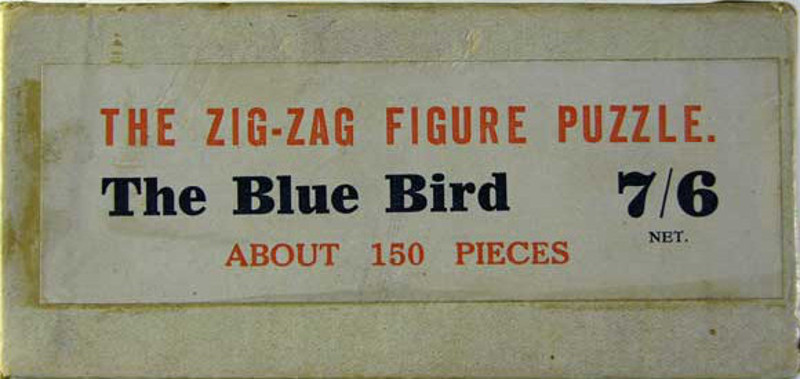 THE ZIG-ZAG FIGURE PUZZLE.
The Blue Bird 7/6
NET.
ABOUT 150 PIECES